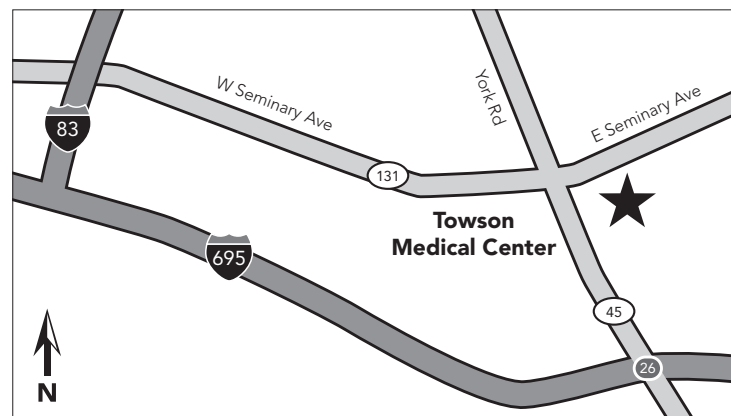 W Seminary Ave
York Rd
E Seminary Ave
83
131
Towson
Medical Center
695
45
26
N